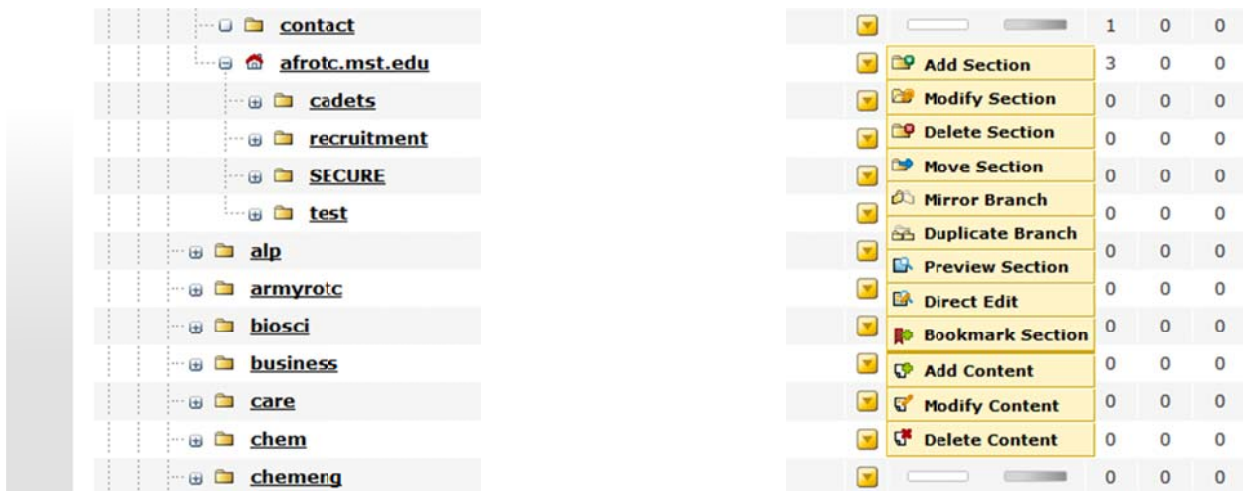 contact 1 0 0
afrotc.mst.edu Add Section 3 0 0
cadets Modify Section 0 0 0
recruitment Delete Section 0 0 0
SECURE Move Section 0 0 0
Mirror Branch
test 0 0 0
Duplicate Branch
alp 0 0 0
Preview Section
armyrotc Direct Edit 0 0 0
biosci Bookmark Section 0 0 0
business Add Content 0 0 0
care Modify Content 0 0 0
chem Delete Content 0 0 0
chemeng 0 0 0